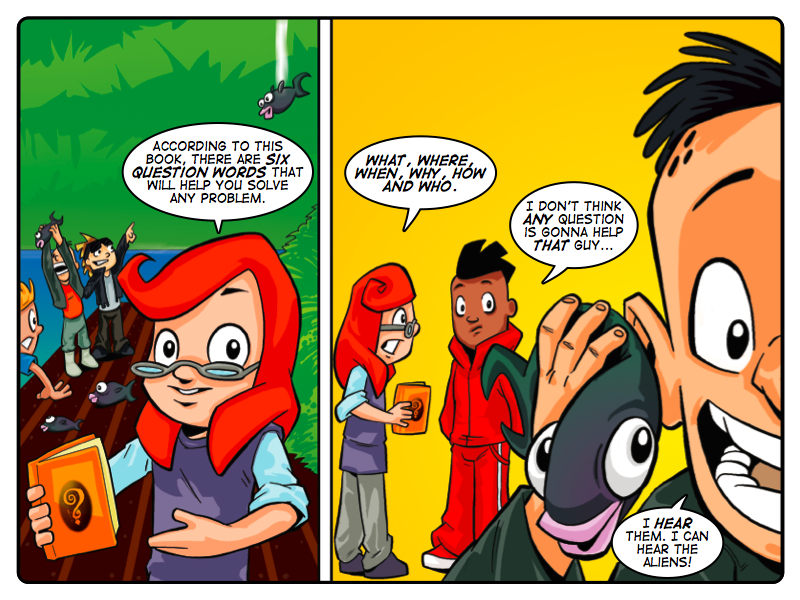 ACCORDING TO THIS
BOOK, THERE ARE SIX
QUESTION WORDS THAT
WILL HELP YOU SOLVE
ANY PROBLEM.
WHAT, WHERE,
WHEN, WHY, HOW
AND WHO.
I DON'T THINK
ANY QUESTION
IS GONNA HELP
THAT GUY...
I HEAR
THEM. I CAN
HEAR THE
ALIENS!